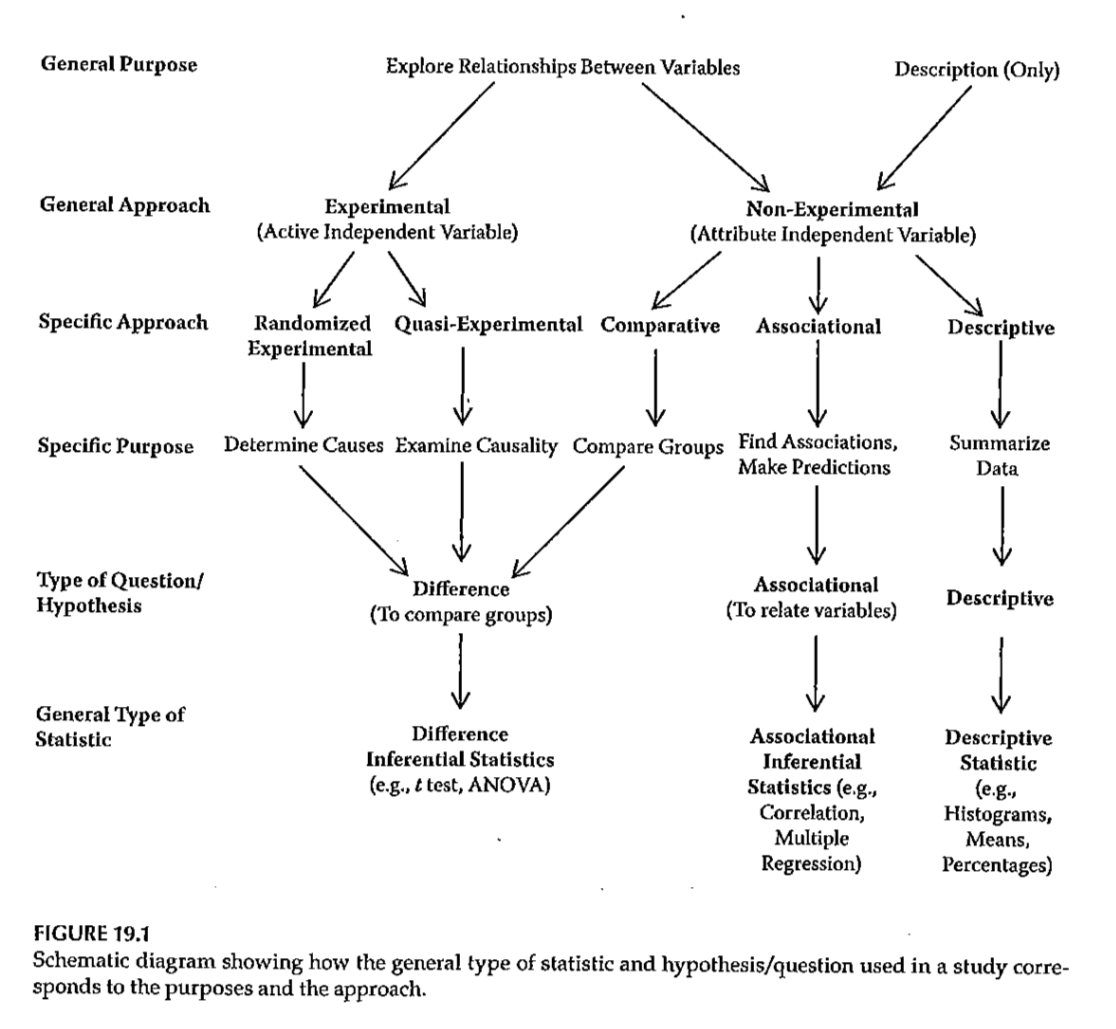 General Purpose Explore Relationships Between Variables Description (Only)
General Approach Experimental Non-Experimental
(Active Independent Variable) (Attribute Independent Variable)
Specific Approach Randomized Quasi-Experimental Comparative Associational Descriptive
Experimental
Specific Purpose Determine Causes Examine Causality Compare Groups Find Associations, Summarize
Make Predictions Data
Type of Question/ Difference Associational Descriptive
Hypothesis (To compare groups) (To relate variables)
General Type of Difference Associational Descriptive
Statistic Inferential Statistics Inferential Statistic
(e.g., t test, ANOVA) Statistics (e.g., (e.g.,
Correlation, Histograms,
Multiple Means,
Regression) Percentages)
FIGURE 19.1
Schematic diagram showing how the general type of statistic and hypothesis/question used in a study corre-
sponds to the purposes and the approach.